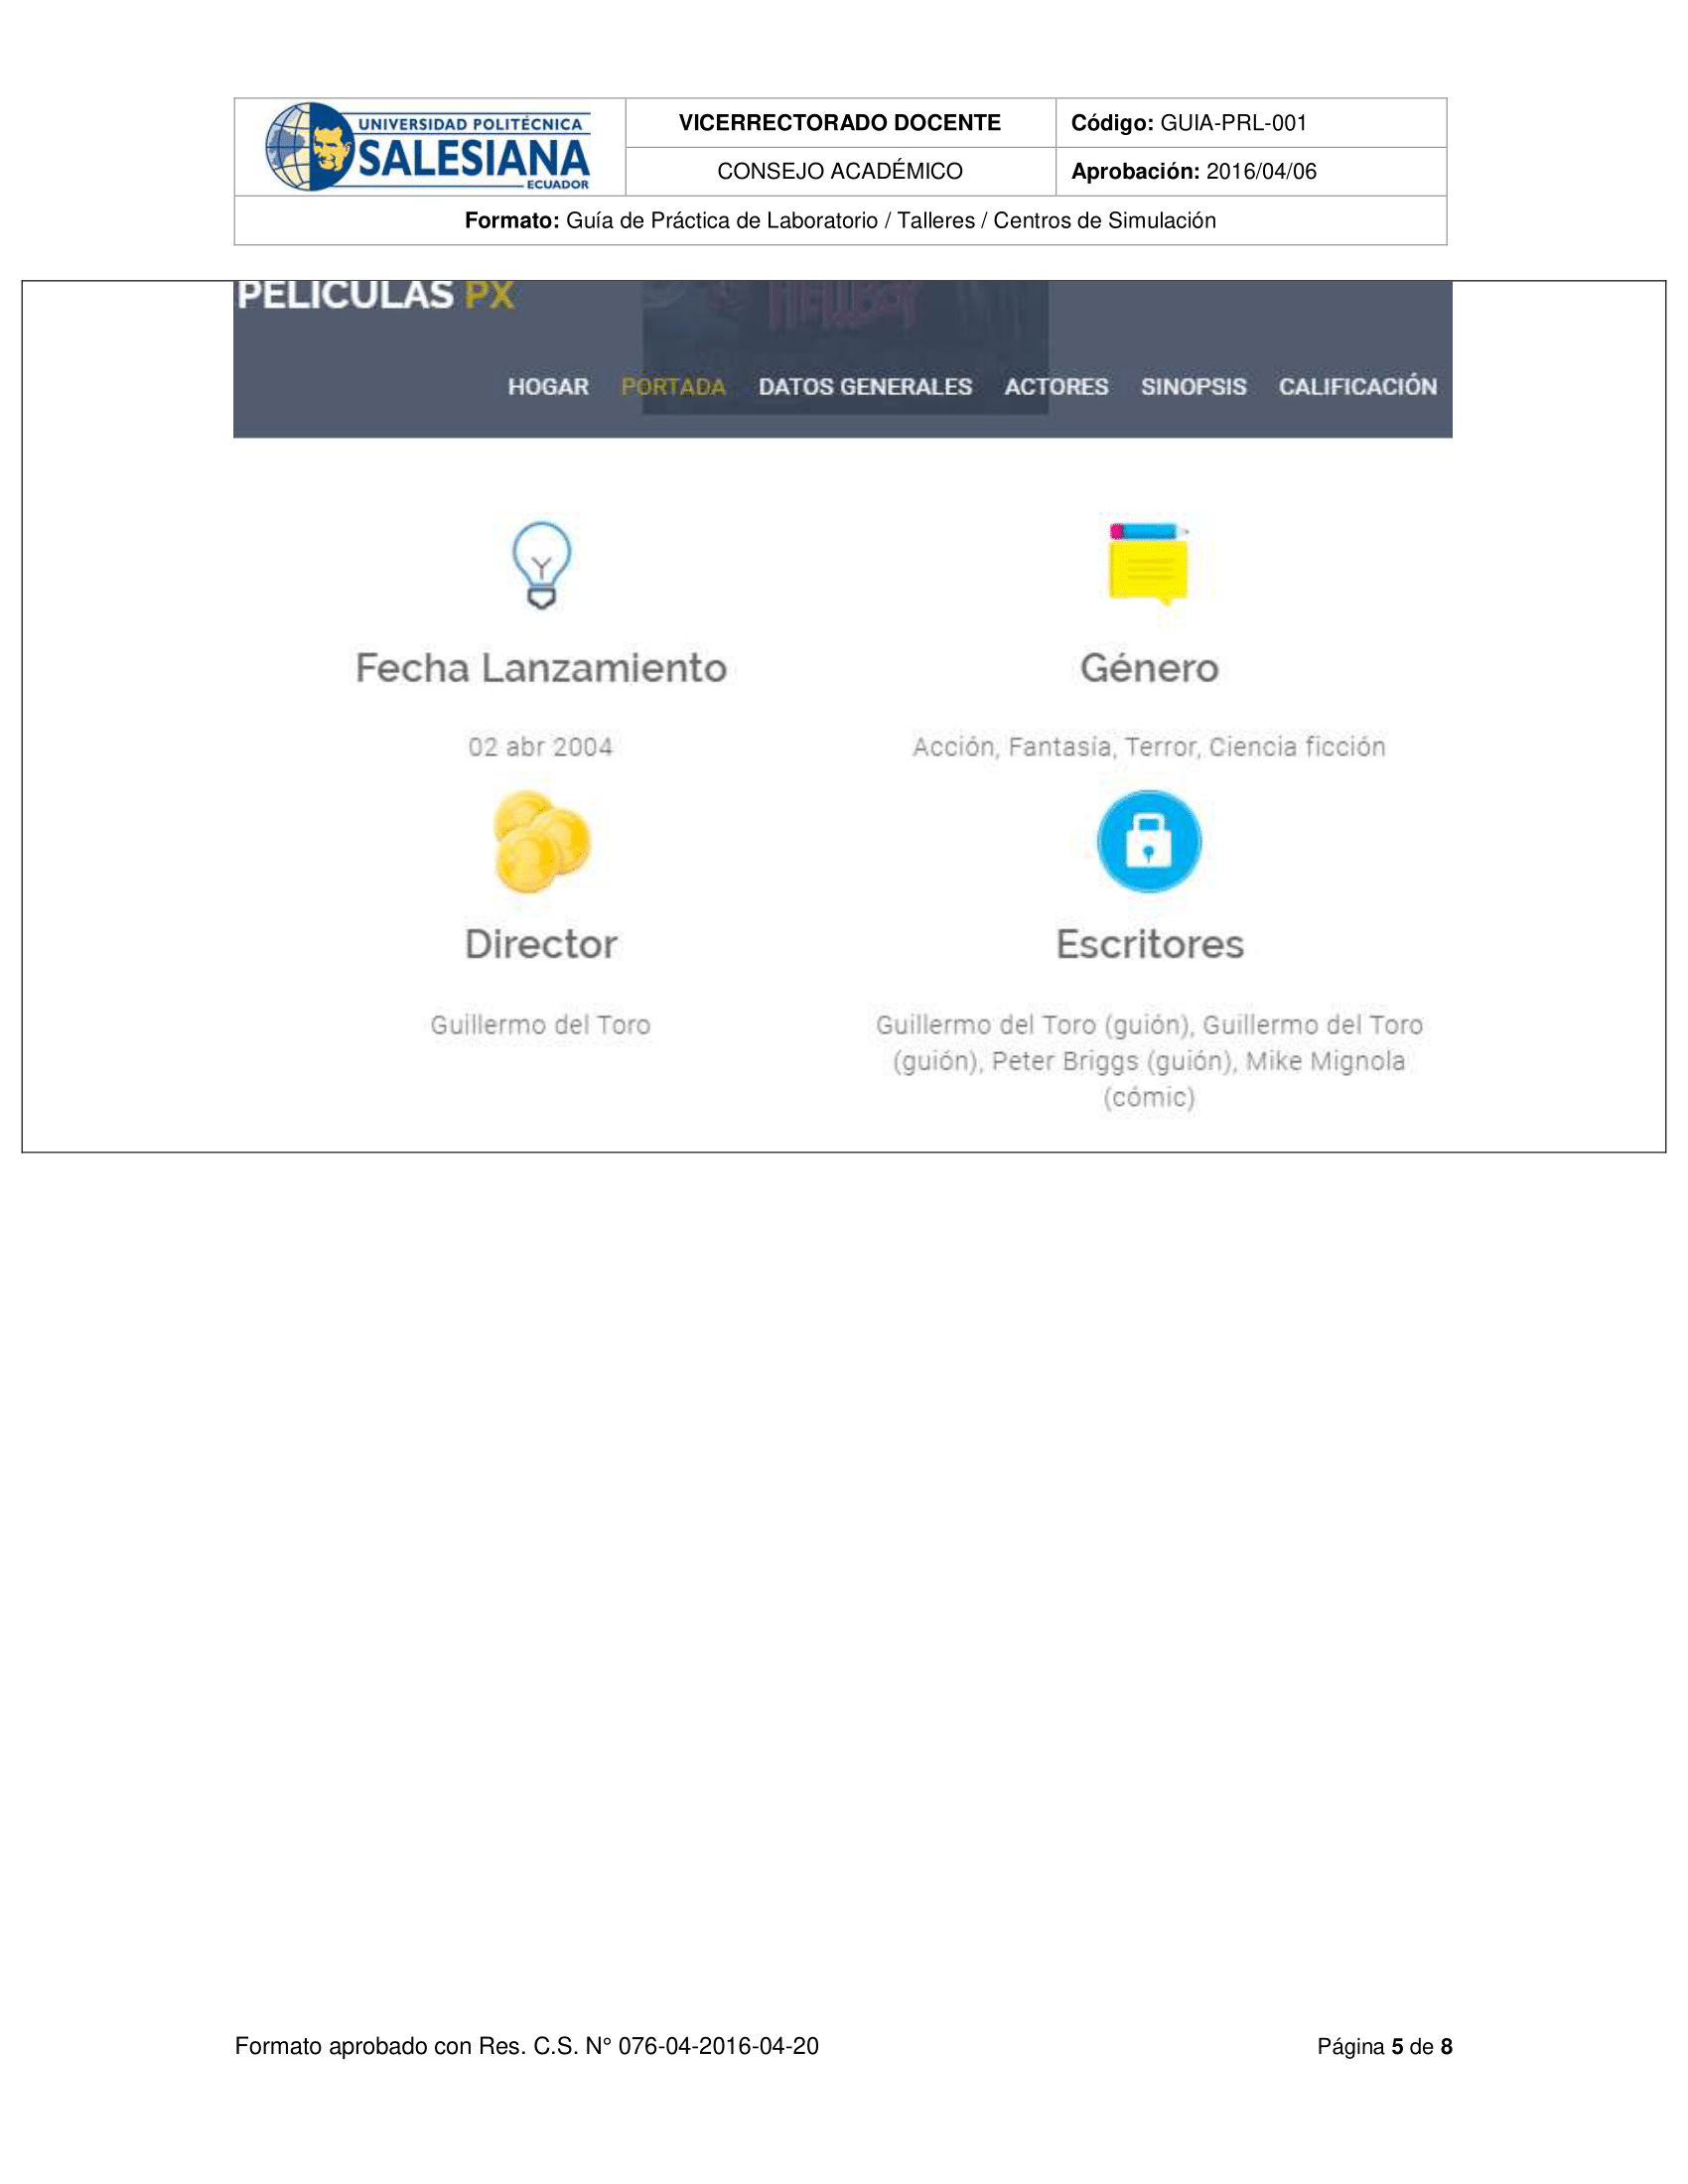 UNIVERSIDAD POLITÉCNICA
SALESIANA
ECUADOR
VICERRECTORADO DOCENTE
CONSEJO ACADÉMICO
Código: GUIA-PRL-001
Aprobación: 2016/04/06
Formato: Guía de Práctica de Laboratorio / Talleres / Centros de Simulación
PELICULAS PX
HELLBOY
HOGAR PORTADA DATOS GENERALES ACTORES SINOPSIS CALIFICACIÓN
Fecha Lanzamiento
02 abr 2004
Género
Acción, Fantasía, Terror, Ciencia ficción
Director
Guillermo del Toro
Escritores
Guillermo del Toro (guión), Guillermo del Toro
(guión), Peter Briggs (guión), Mike Mignola
(cómic)
Formato aprobado con Res. C.S. N° 076-04-2016-04-20
Página 5 de 8